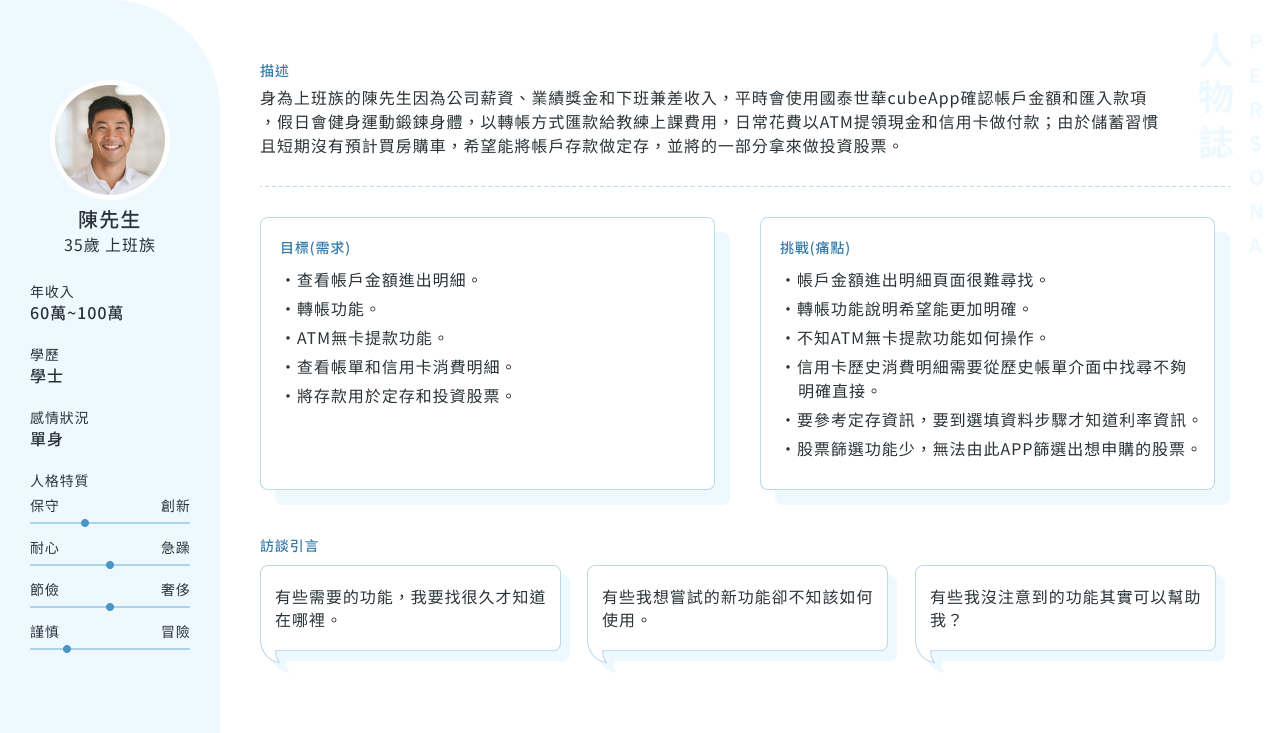 陳先生
35歲 上班族
年收入
60萬~100萬
學歷
學士
感情狀況
單身
人格特質
保守 創新
耐心 急躁
節儉 奢侈
謹慎 冒險
描述
身為上班族的陳先生因為公司薪資、業績獎金和下班兼差收入，平時會使用國泰世華cubeApp確認帳戶金額和匯入款項
，假日會健身運動鍛鍊身體，以轉帳方式匯款給教練上課費用，日常花費以ATM提領現金和信用卡做付款；由於儲蓄習慣
且短期沒有預計買房購車，希望能將帳戶存款做定存，並將的一部分拿來做投資股票。
目標(需求)
・查看帳戶金額進出明細。
・轉帳功能。
・ATM無卡提款功能。
・查看帳單和信用卡消費明細。
・將存款用於定存和投資股票。
挑戰(痛點)
・帳戶金額進出明細頁面很難尋找。
・轉帳功能說明希望能更加明確。
・不知ATM無卡提款功能如何操作。
・信用卡歷史消費明細需要從歷史帳單介面中找尋不夠
明確直接。
・要參考定存資訊，要到選填資料步驟才知道利率資訊。
・股票篩選功能少，無法由此APP篩選出想申購的股票。
訪談引言
有些需要的功能，我要找很久才知道
在哪裡。
有些我想嘗試的新功能卻不知該如何
使用。
有些我沒注意到的功能其實可以幫助
我？
人物誌
PERSONA